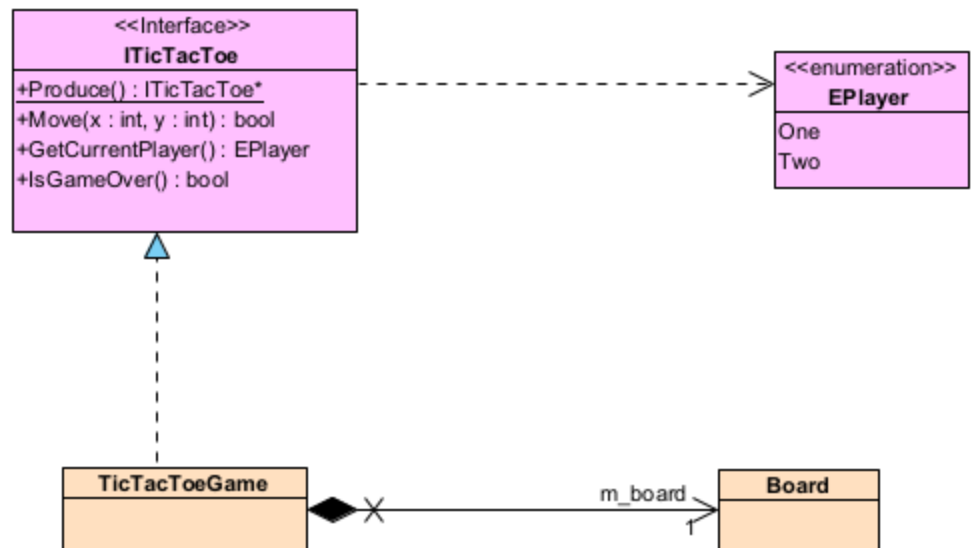 <<Interface>>
ITicTacToe
+Produce() : ITicTacToe*
+Move(x : int, y : int) : bool
+GetCurrentPlayer() : EPlayer
+IsGameOver() : bool
<<enumeration>>
EPlayer
One
Two
TicTacToeGame
m_board
1
Board